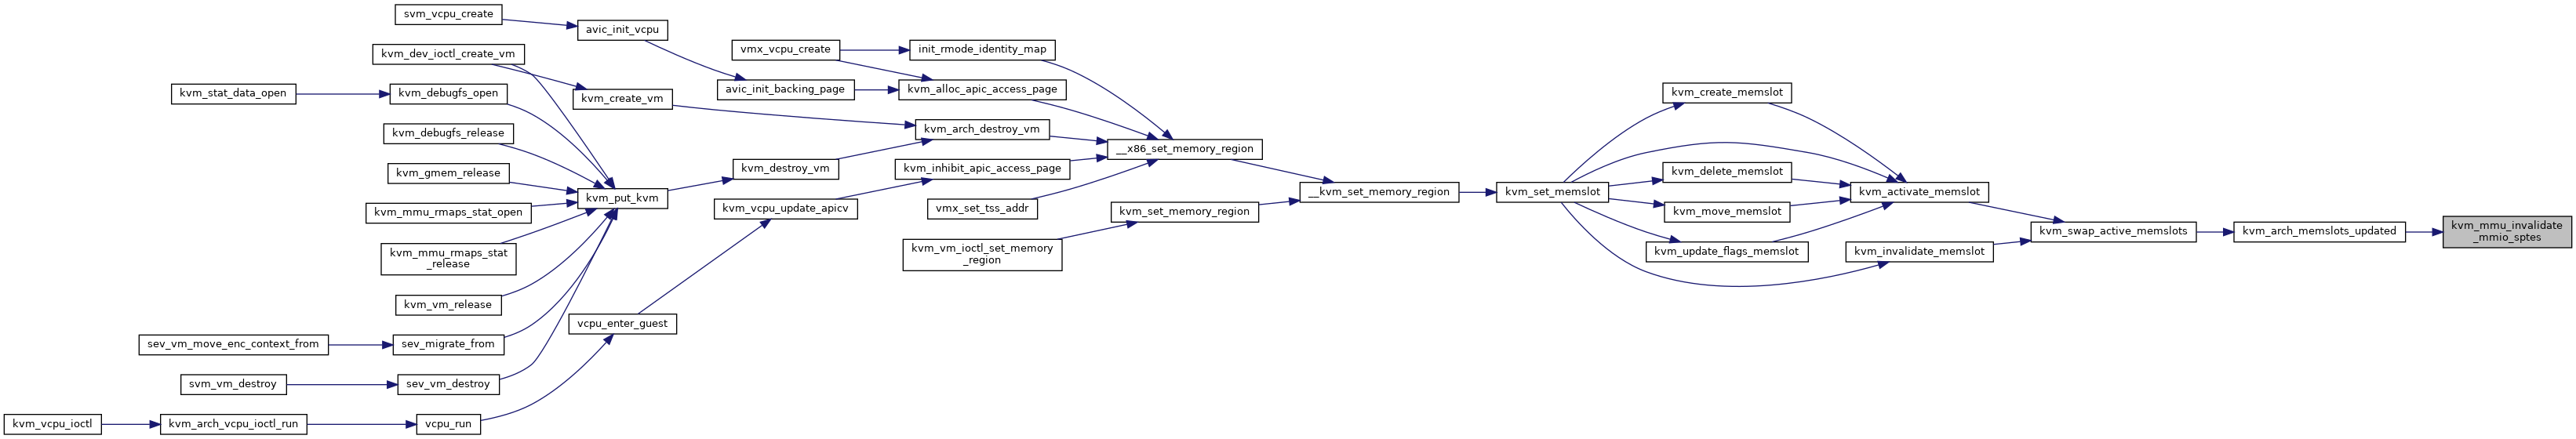 svm_vcpu_create
avic_init_vcpu
kvm_dev_ioctl_create_vm
vmx_vcpu_create
init_rmode_identity_map
kvm_stat_data_open
kvm_debugfs_open
kvm_create_vm
avic_init_backing_page
kvm_alloc_apic_access_page
kvm_create_memslot
kvm_debugfs_release
kvm_arch_destroy_vm
__x86_set_memory_region
kvm_gmem_release
kvm_destroy_vm
kvm_inhibit_apic_access_page
kvm_delete_memslot
kvm_put_kvm
__kvm_set_memory_region
kvm_set_memslot
kvm_activate_memslot
kvm_mmu_rmaps_stat_open
kvm_vcpu_update_apicv
vmx_set_tss_addr
kvm_set_memory_region
kvm_move_memslot
kvm_swap_active_memslots
kvm_arch_memslots_updated
kvm_mmu_invalidate
_mmio_sptes
kvm_mmu_rmaps_stat
_release
kvm_vm_ioctl_set_memory
_region
kvm_update_flags_memslot
kvm_invalidate_memslot
kvm_vm_release
vcpu_enter_guest
sev_vm_move_enc_context_from
sev_migrate_from
svm_vm_destroy
sev_vm_destroy
kvm_vcpu_ioctl
kvm_arch_vcpu_ioctl_run
vcpu_run